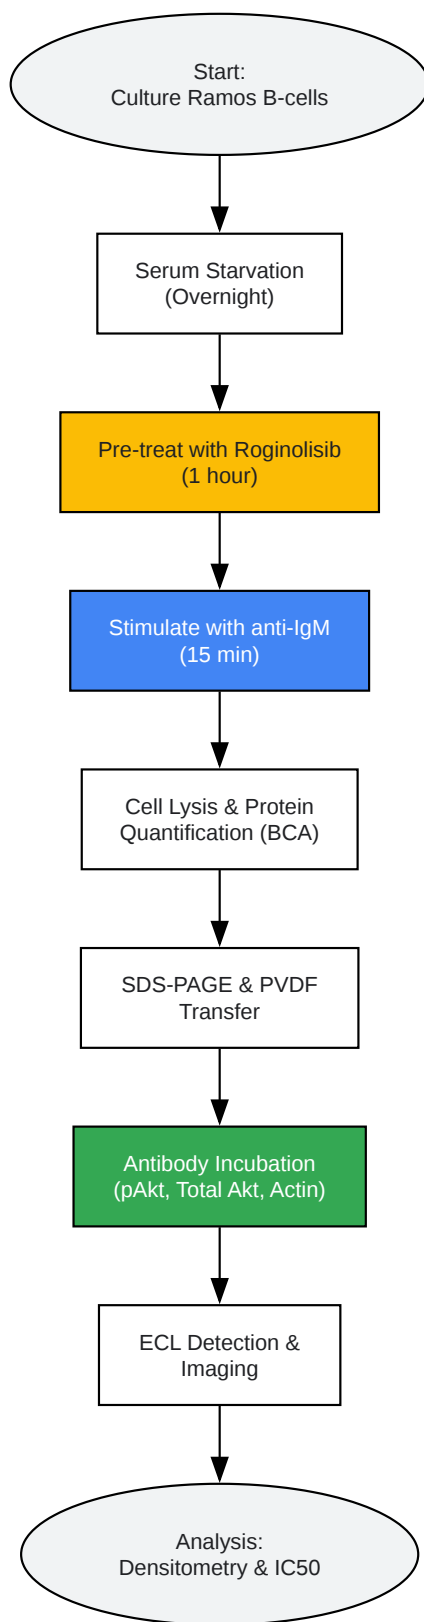 Start:
Culture Ramos B-cells
Serum Starvation
(Overnight)
Pre-treat with Roginolisib
(1 hour)
Stimulate with anti-IgM
(15 min)
Cell Lysis & Protein
Quantification (BCA)
SDS-PAGE & PVDF
Transfer
Antibody Incubation
(pAkt, Total Akt, Actin)
ECL Detection &
Imaging
Analysis:
Densitometry & IC50